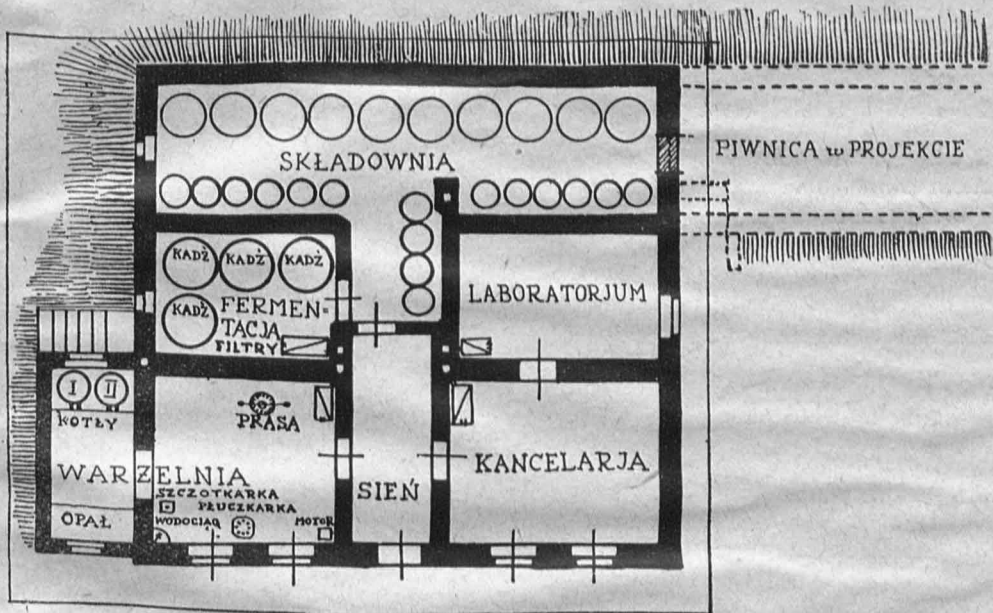 SKŁADOWNIA
PIWNICA w PROJEKCIE
KADŹ
KADŹ
KADŹ
KADŹ
FERMEN-
TACJA
FILTRY
LABORATORJUM
I
II
KOTŁY
PRASA
WARZELNIA
SZCZOTKARKA
PŁUCZKARKA
WODOCIĄG
MOTOR
OPAŁ
SIEŃ
KANCELARJA